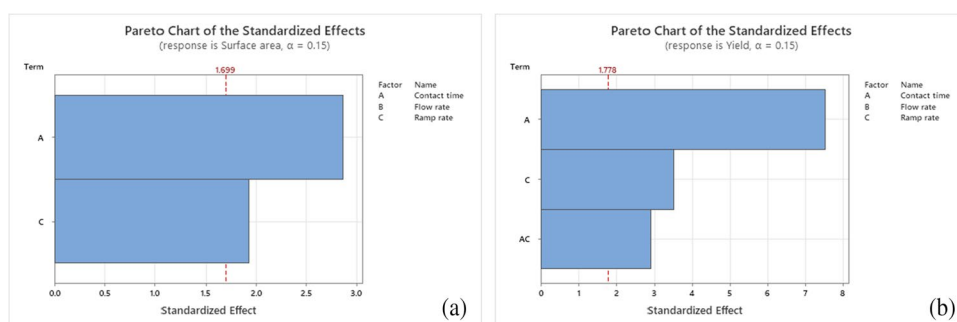 Pareto Chart of the Standardized Effects
(response is Surface area, α = 0.15)
Term
1.699
Factor Name
A Contact time
B Flow rate
C Ramp rate
A
C
0.0 0.5 1.0 1.5 2.0 2.5 3.0
Standardized Effect
(a)
Pareto Chart of the Standardized Effects
(response is Yield, α = 0.15)
Term
1.778
Factor Name
A Contact time
B Flow rate
C Ramp rate
A
C
AC
0 1 2 3 4 5 6 7 8
Standardized Effect
(b)